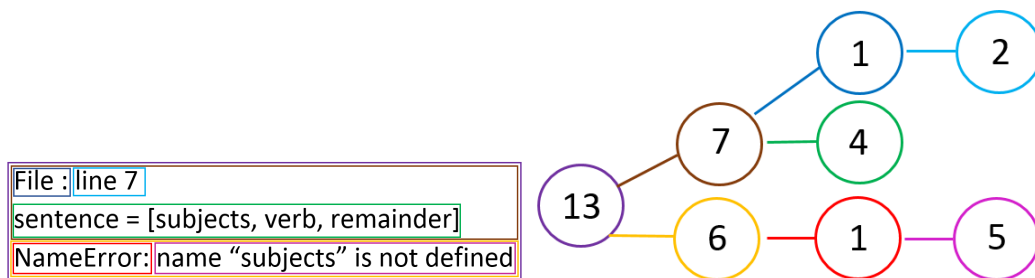 File : line 7
sentence = [subjects, verb, remainder]
NameError: name “subjects” is not defined
13
7
1
2
4
6
1
5